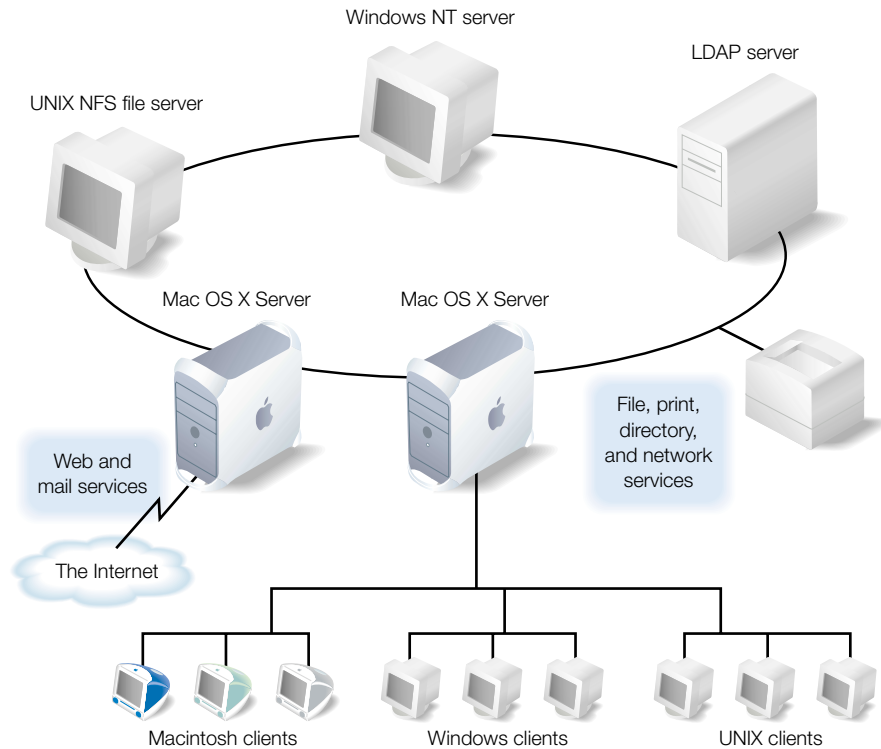 Windows NT server
LDAP server
UNIX NFS file server
Mac OS X Server
Mac OS X Server
File, print,
directory,
and network
services
Web and
mail services
The Internet
Macintosh clients
Windows clients
UNIX clients